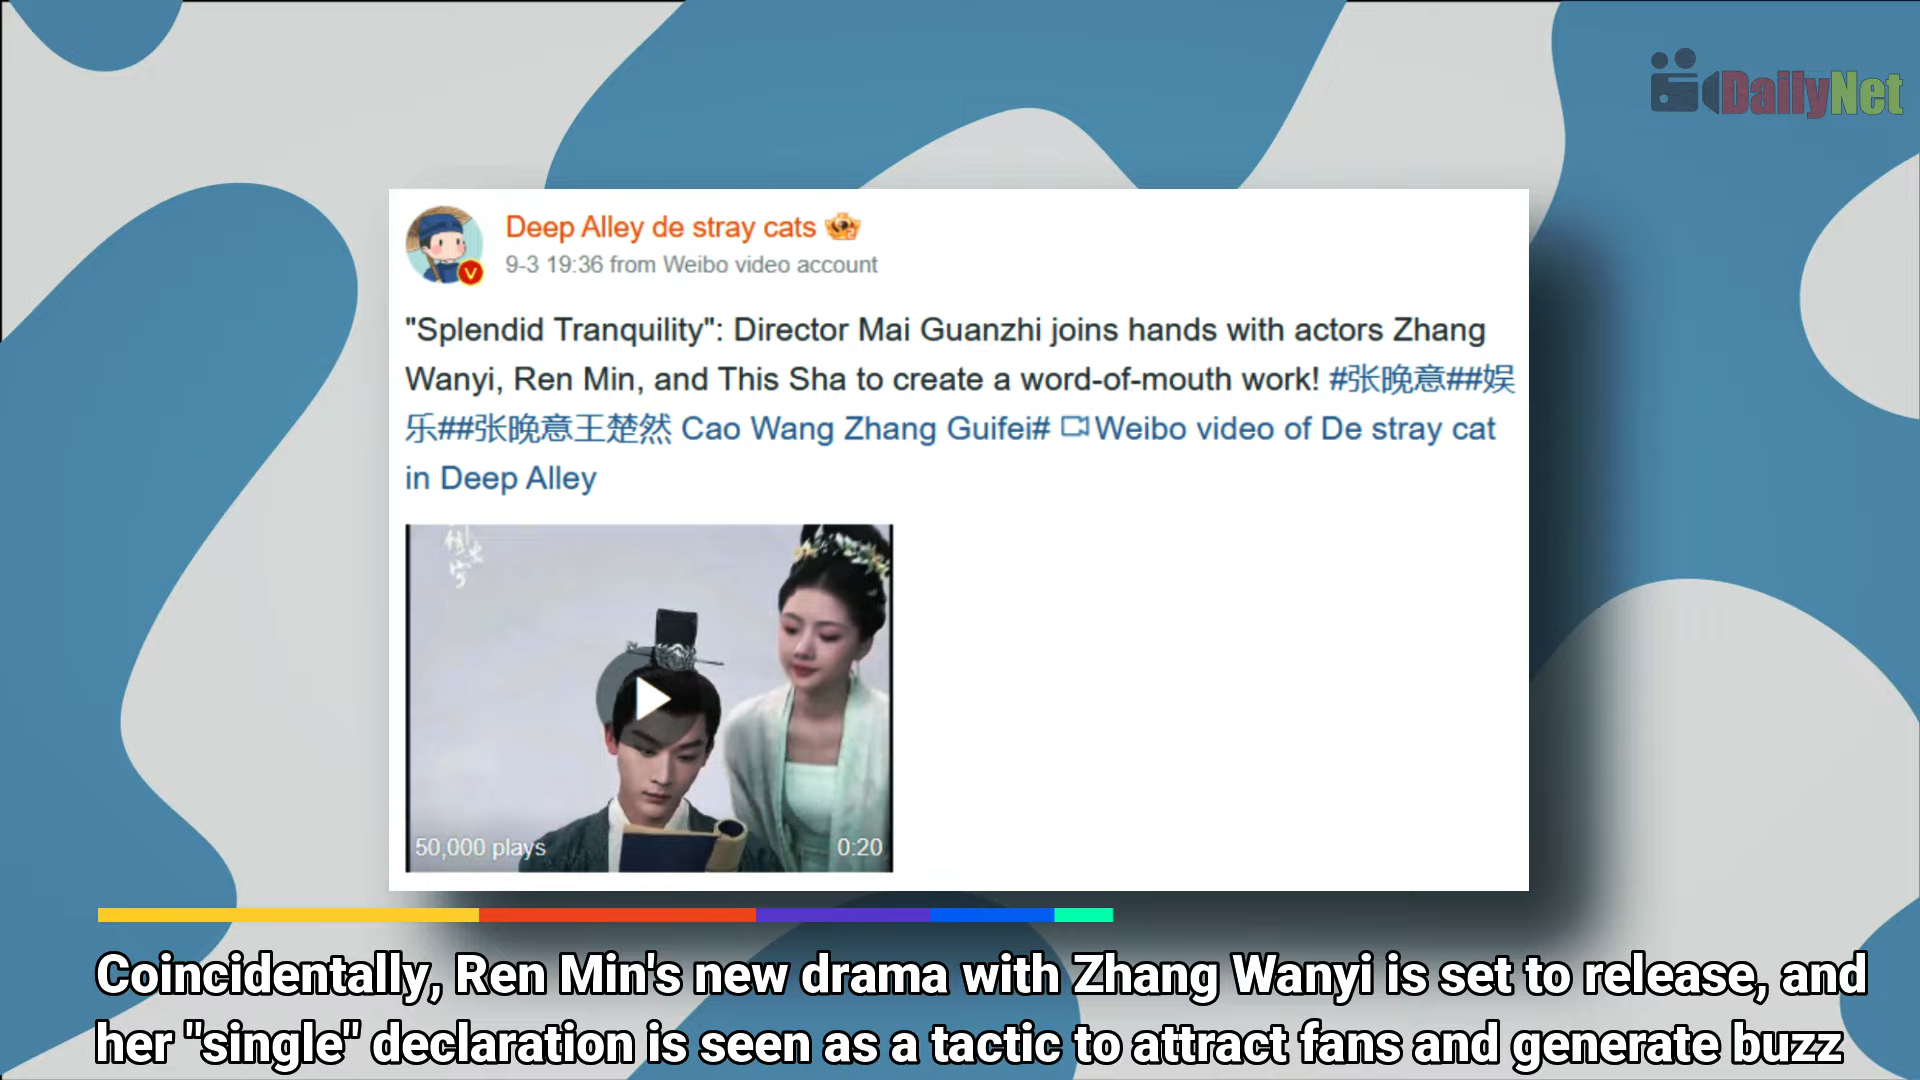 DailyNet
Deep Alley de stray cats
9-3 19:36 from Weibo video account
"Splendid Tranquility": Director Mai Guanzhi joins hands with actors Zhang
Wanyi, Ren Min, and This Sha to create a word-of-mouth work! #张晚意##娱
乐##张晚意王楚然 Cao Wang Zhang Guifei# Weibo video of De stray cat
in Deep Alley
50,000 plays
0:20
Coincidentally, Ren Min's new drama with Zhang Wanyi is set to release, and
her "single" declaration is seen as a tactic to attract fans and generate buzz